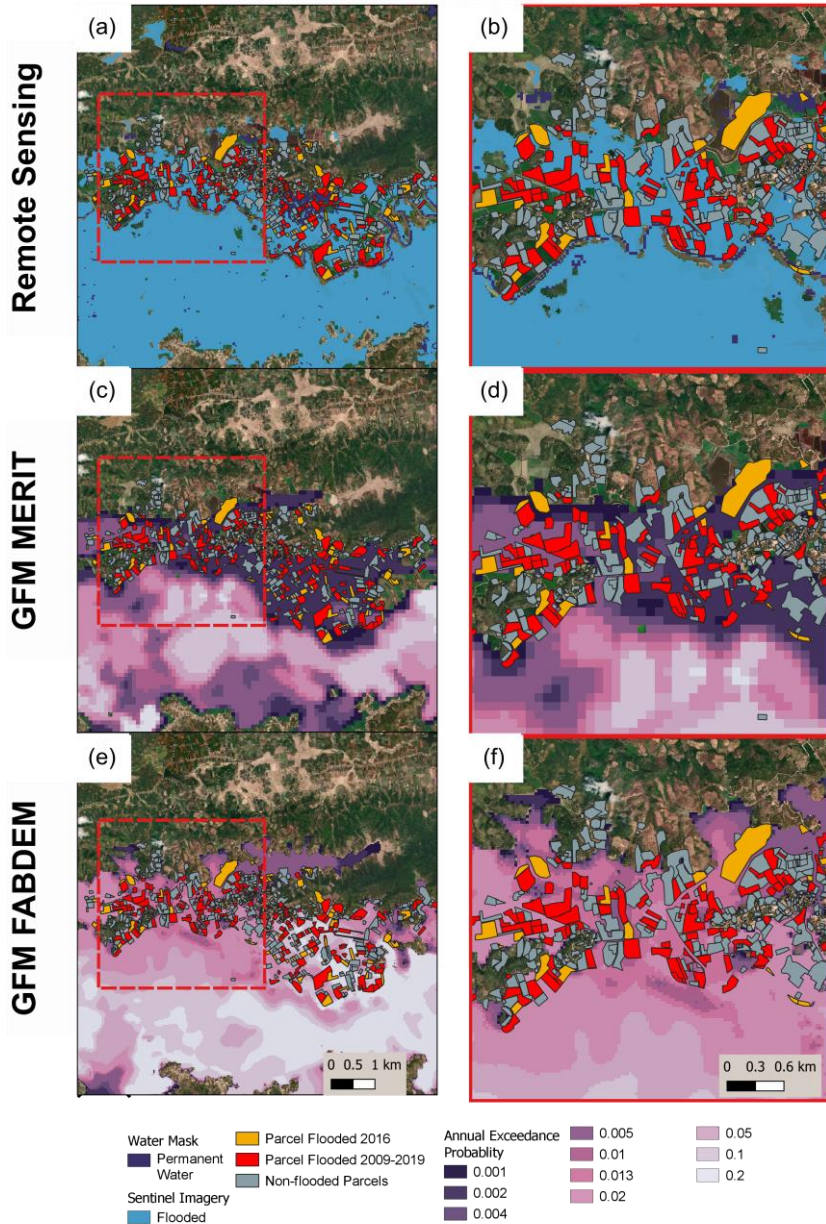 Remote Sensing
(a)
(b)
GFM MERIT
(c)
(d)
GFM FABDEM
(e)
(f)
0 0.5 1 km
0 0.3 0.6 km
Water Mask
Permanent
Water
Sentinel Imagery
Flooded
Parcel Flooded 2016
Parcel Flooded 2009-2019
Non-flooded Parcels
Annual Exceedance
Probablity
0.001
0.002
0.004
0.005
0.01
0.013
0.02
0.05
0.1
0.2